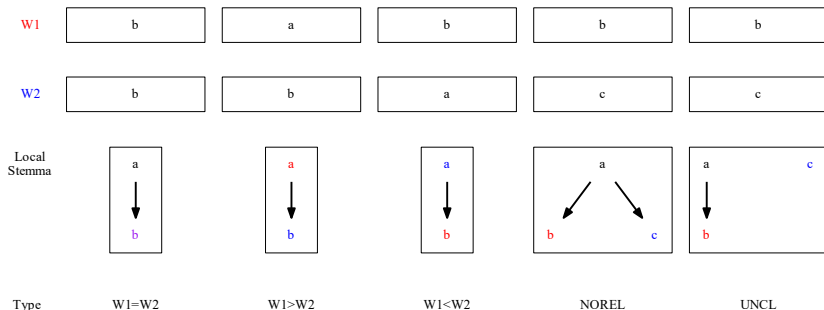 W1 b a b b b
W2 b b a c c
Local
Stemma
a a a a a c
b b b b c b
Type W1=W2 W1>W2 W1<W2 NOREL UNCL